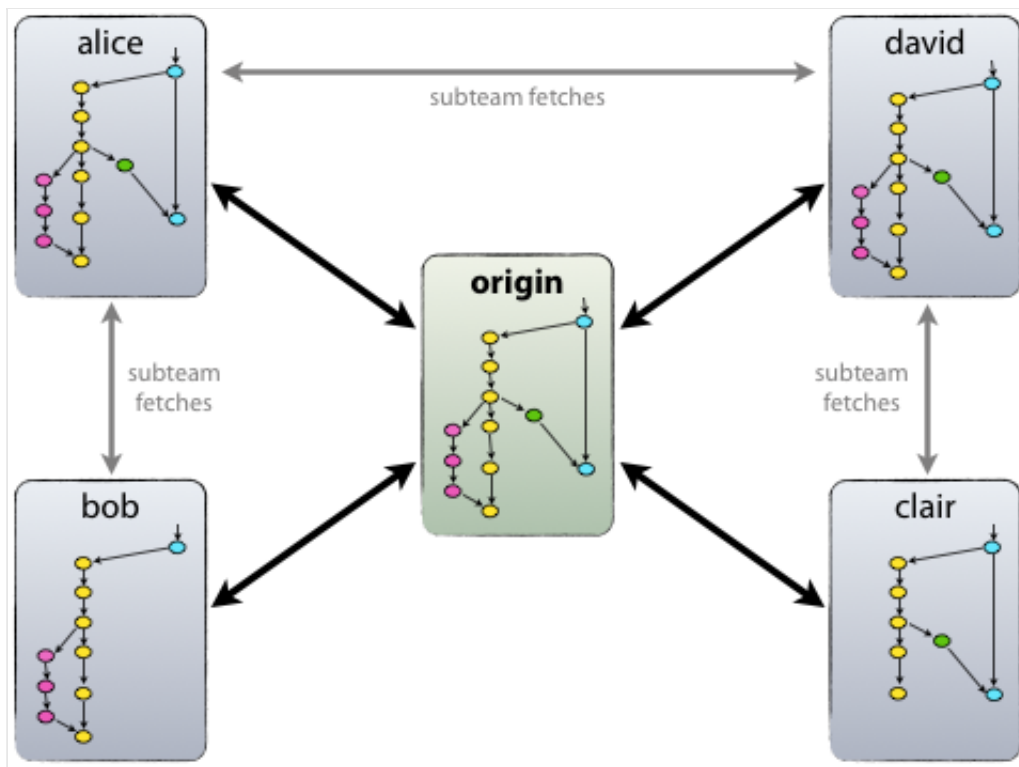 alice
david
subteam fetches
origin
subteam
fetches
subteam
fetches
bob
clair